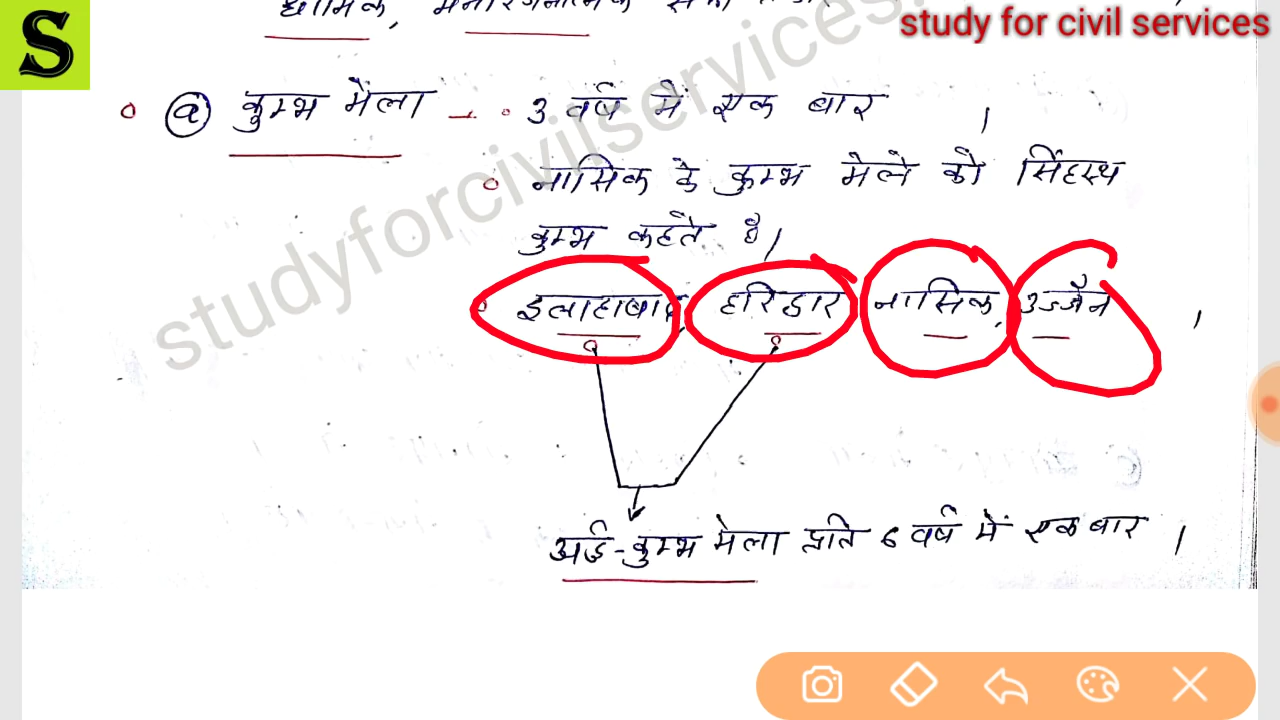 S
study for civil services
studyforcivilservices.
a कुम्भ मेला - 3 वर्ष में एक बार ।
नासिक के कुम्भ मेले को सिंहस्थ
कुम्भ कहते है।
इलाहाबाद, हरिद्वार नासिक, उज्जैन ,
अर्द्ध-कुम्भ मेला प्रति 6 वर्ष में एक बार ।